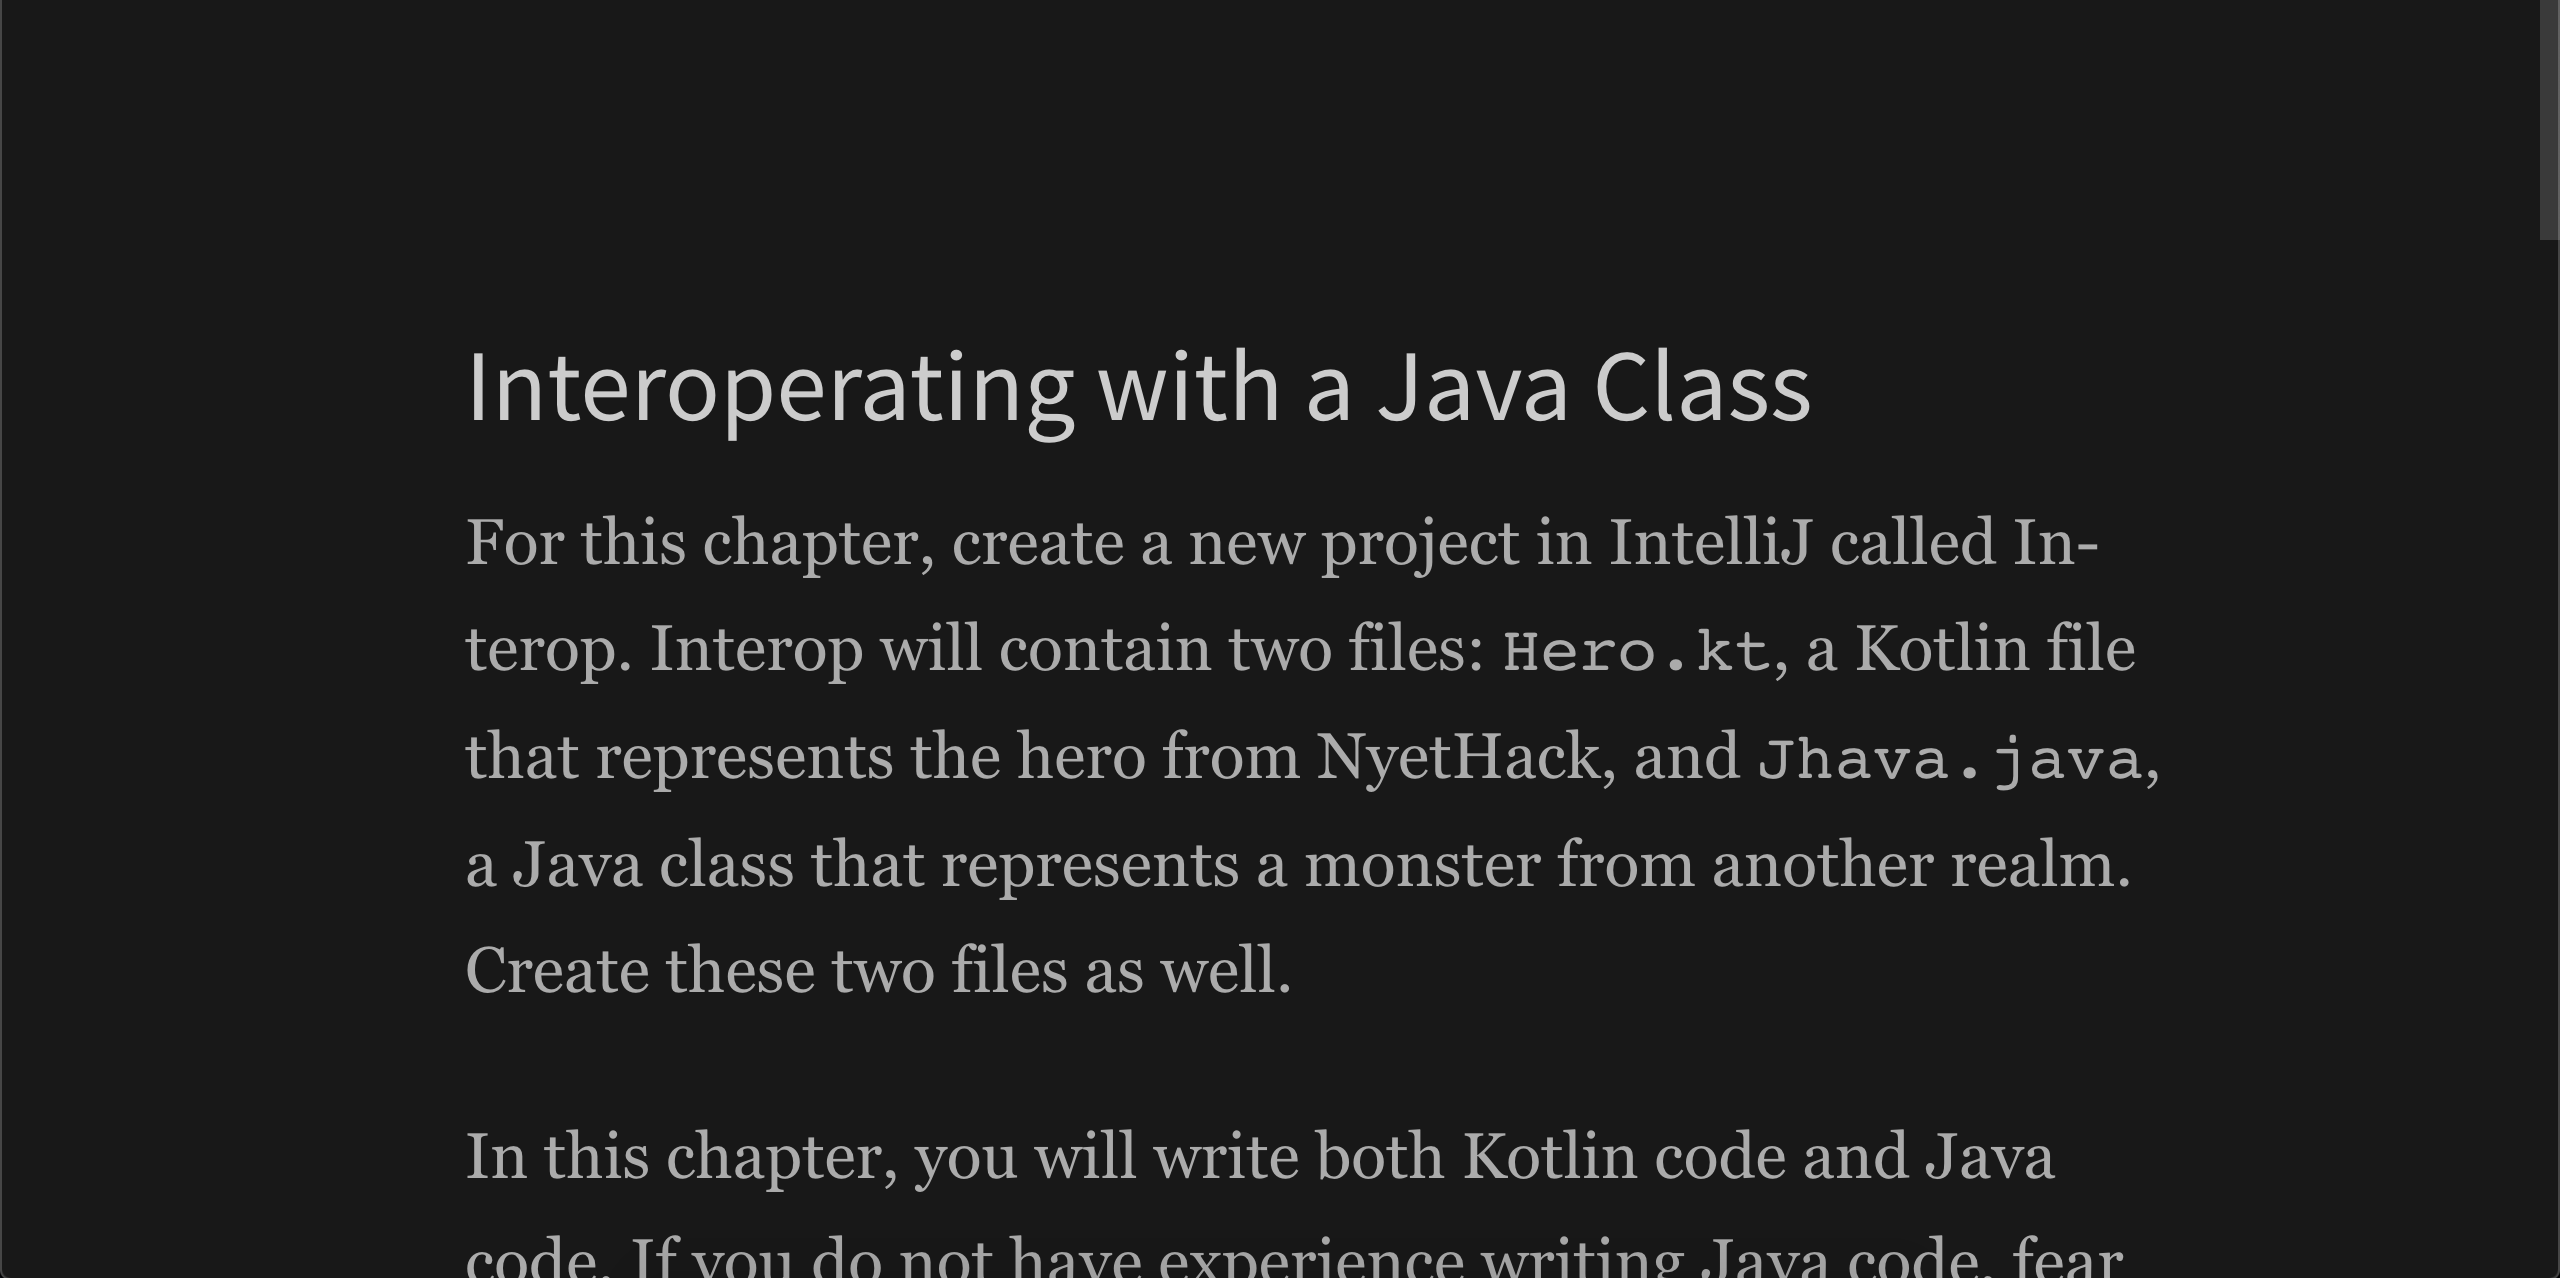 Interoperating with a Java Class
For this chapter, create a new project in IntelliJ called In-
terop. Interop will contain two files: Hero.kt, a Kotlin file
that represents the hero from NyetHack, and Jhava.java,
a Java class that represents a monster from another realm.
Create these two files as well.
In this chapter, you will write both Kotlin code and Java
code. If you do not have experience writing Java code, fear